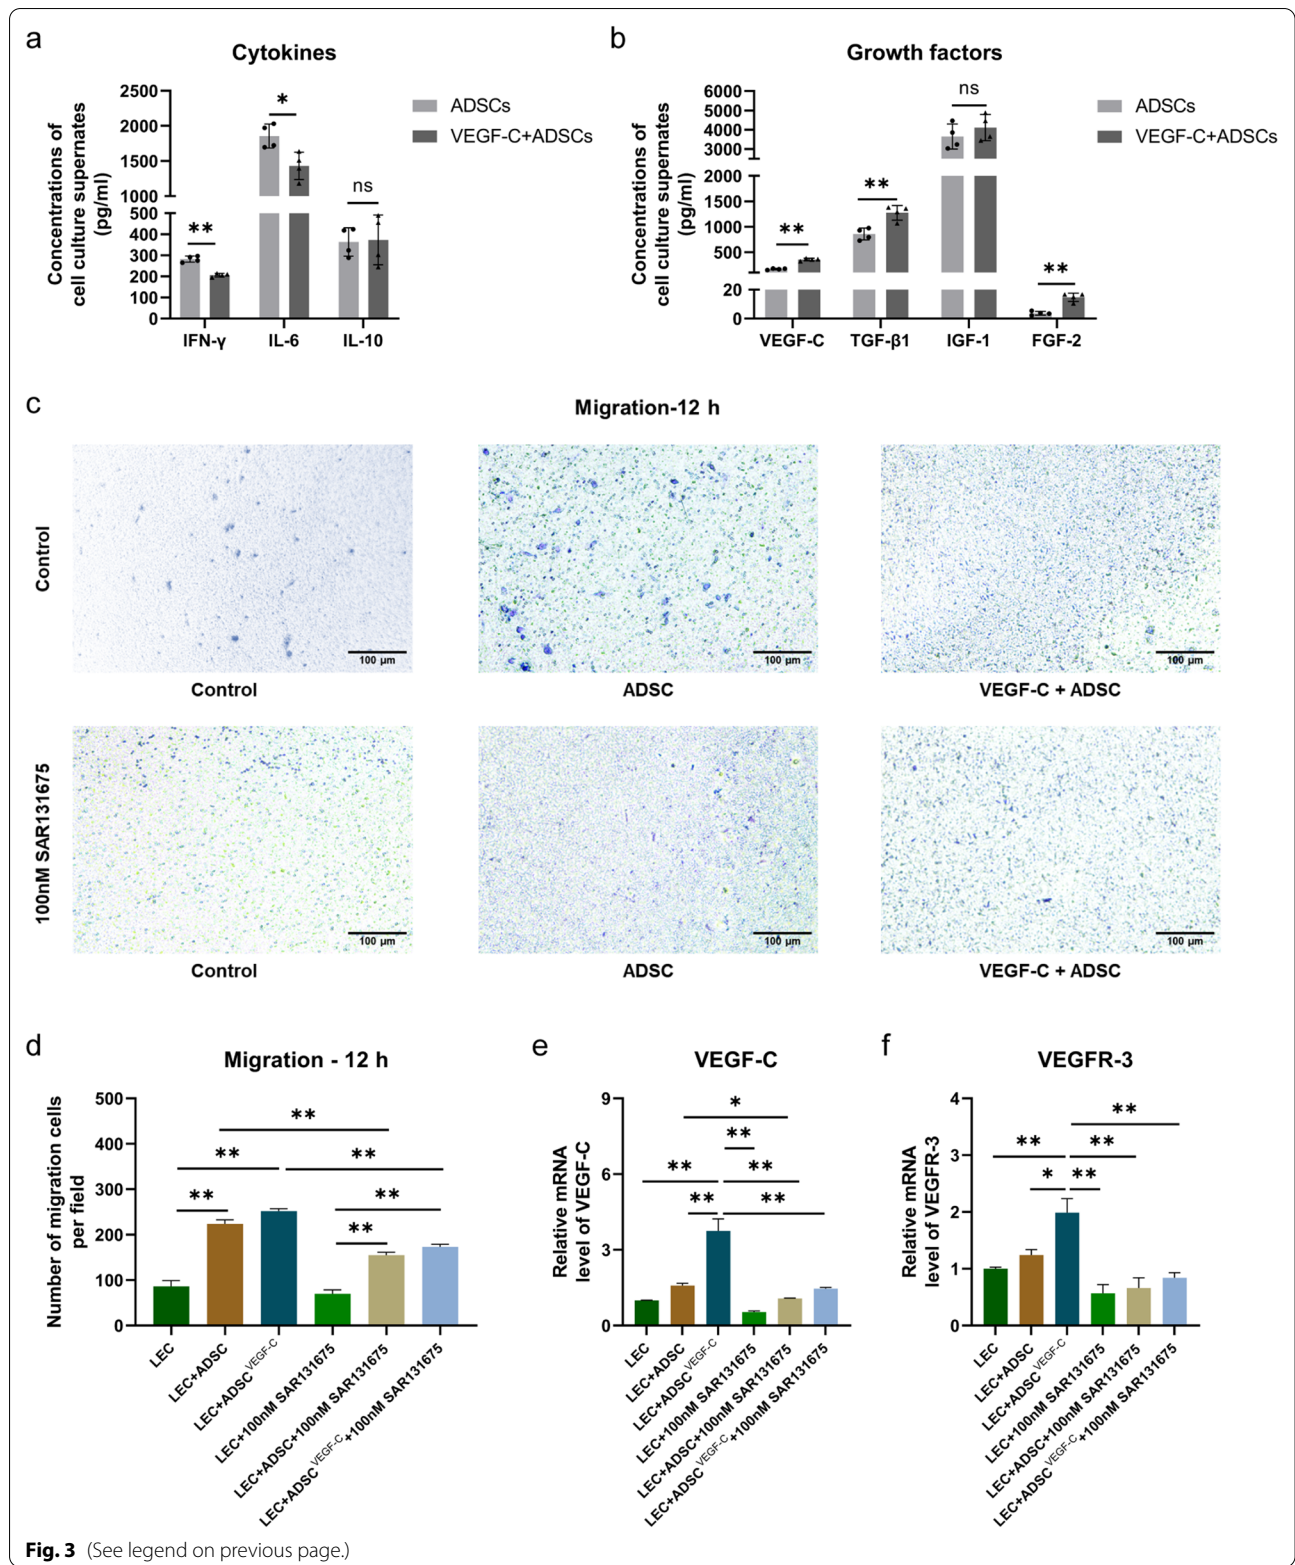 a
Cytokines
Concentrations of
cell culture supernates
(pg/ml)
2500
2000
1500
1000
500
400
300
200
100
0
**
*
ns
IFN-γ
IL-6
IL-10
ADSCs
VEGF-C+ADSCs
b
Growth factors
Concentrations of
cell culture supernates
(pg/ml)
6000
5000
4000
3000
2000
1500
1000
500
20
0
**
**
ns
**
VEGF-C
TGF-β1
IGF-1
FGF-2
ADSCs
VEGF-C+ADSCs
c
Migration-12 h
Control
100 μm
100 μm
100 μm
Control
ADSC
VEGF-C + ADSC
100nM SAR131675
100 μm
100 μm
100 μm
Control
ADSC
VEGF-C + ADSC
d
Migration - 12 h
Number of migration cells
per field
500
400
300
200
100
0
**
**
**
**
**
**
LEC
LEC+ADSC
LEC+ADSC VEGF-C
LEC+100nM SAR131675
LEC+ADSC+100nM SAR131675
LEC+ADSC VEGF-C+100nM SAR131675
e
VEGF-C
Relative mRNA
level of VEGF-C
9
6
3
0
*
**
**
**
**
**
LEC
LEC+ADSC
LEC+ADSC VEGF-C
LEC+100nM SAR131675
LEC+ADSC+100nM SAR131675
LEC+ADSC VEGF-C+100nM SAR131675
f
VEGFR-3
Relative mRNA
level of VEGFR-3
4
3
2
1
0
**
**
**
*
**
LEC
LEC+ADSC
LEC+ADSC VEGF-C
LEC+100nM SAR131675
LEC+ADSC+100nM SAR131675
LEC+ADSC VEGF-C+100nM SAR131675
Fig. 3 (See legend on previous page.)